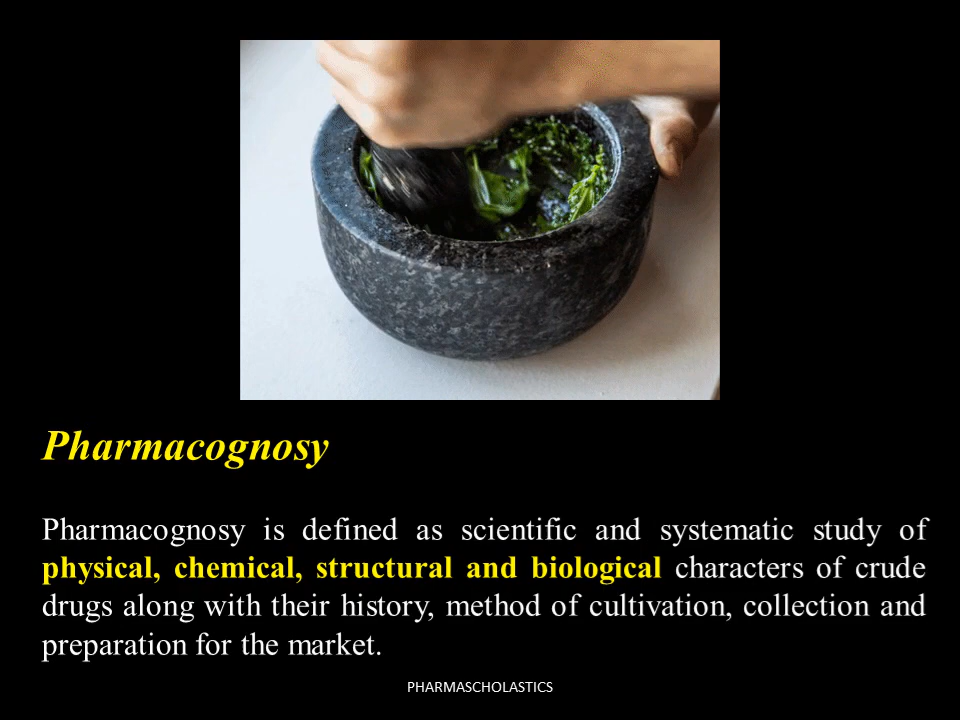 Pharmacognosy
Pharmacognosy is defined as scientific and systematic study of
physical, chemical, structural and biological characters of crude
drugs along with their history, method of cultivation, collection and
preparation for the market.
PHARMASCHOLASTICS